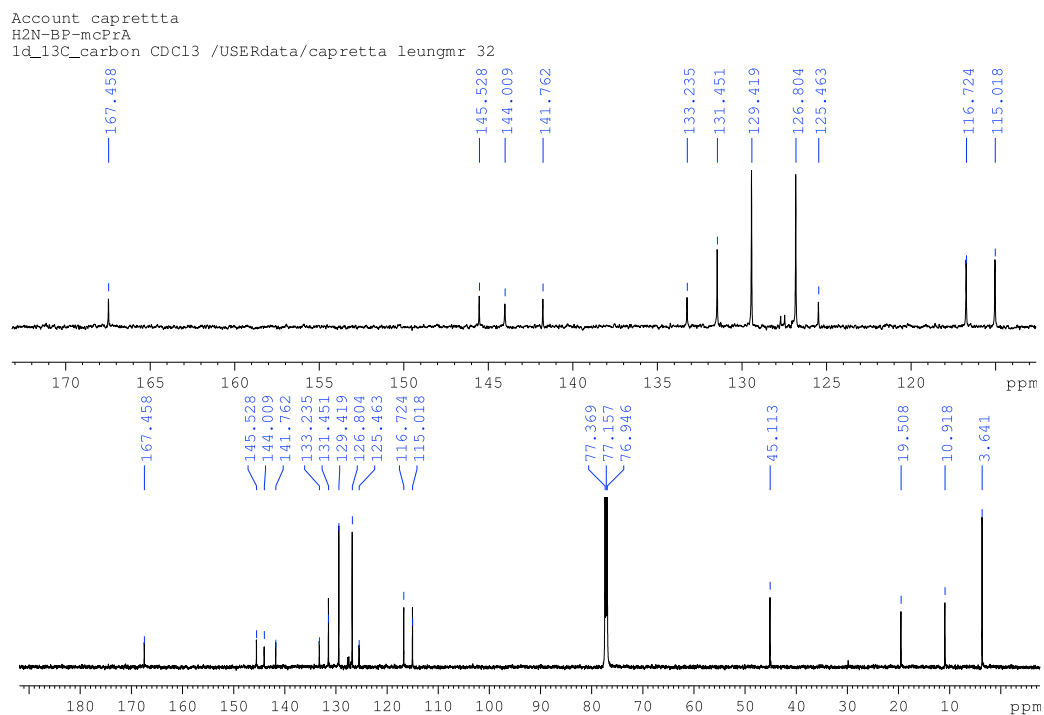 Account caprettta
H2N-BP-mcPrA
1d_13C_carbon CDCl3 /USERdata/capretta leungmr 32
167.458 145.528 144.009 141.762 133.235 131.451 129.419 126.804 125.463 116.724 115.018
170 165 160 155 150 145 140 135 130 125 120 ppm
167.458 145.528 144.009 141.762 133.235 131.451 129.419 126.804 125.463 116.724 115.018 77.369 77.157 76.946 45.113 19.508 10.918 3.641
180 170 160 150 140 130 120 110 100 90 80 70 60 50 40 30 20 10 ppm